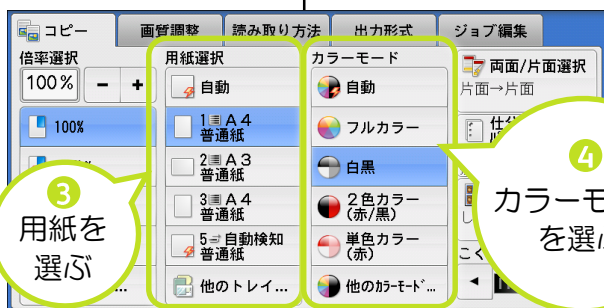 コピー
画質調整
読み取り方法
出力形式
ジョブ編集
倍率選択
100%
－ ＋
100%
用紙選択
自動
1 A4
普通紙
2 A3
普通紙
3 A4
普通紙
5 自動検知
普通紙
他のトレイ...
カラーモード
自動
フルカラー
白黒
2色カラー
(赤/黒)
単色カラー
(赤)
他のｶﾗｰﾓｰﾄﾞ...
両面/片面選択
片面→片面
3
用紙を
選ぶ
4
カラーモ
を選